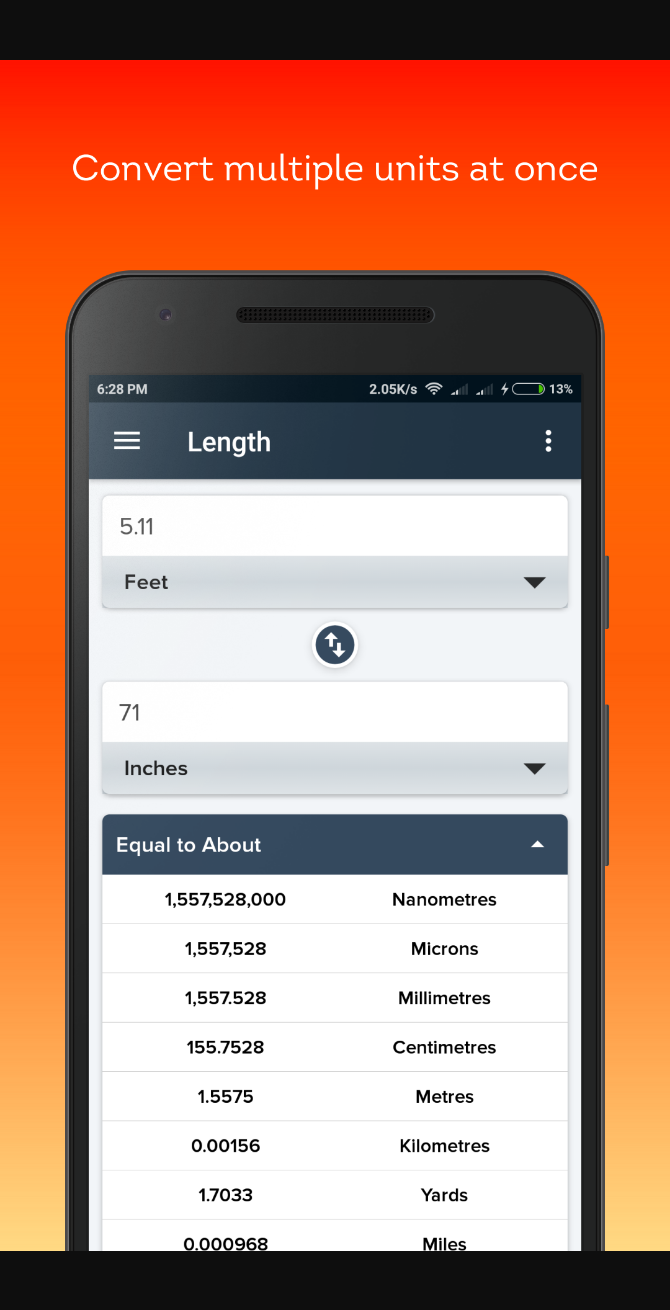 Convert multiple units at once
6:28 PM 2.05K/s 13%
Length
5.11
Feet
71
Inches
Equal to About
1,557,528,000 Nanometres
1,557,528 Microns
1,557.528 Millimetres
155.7528 Centimetres
1.5575 Metres
0.00156 Kilometres
1.7033 Yards
0.000968 Miles